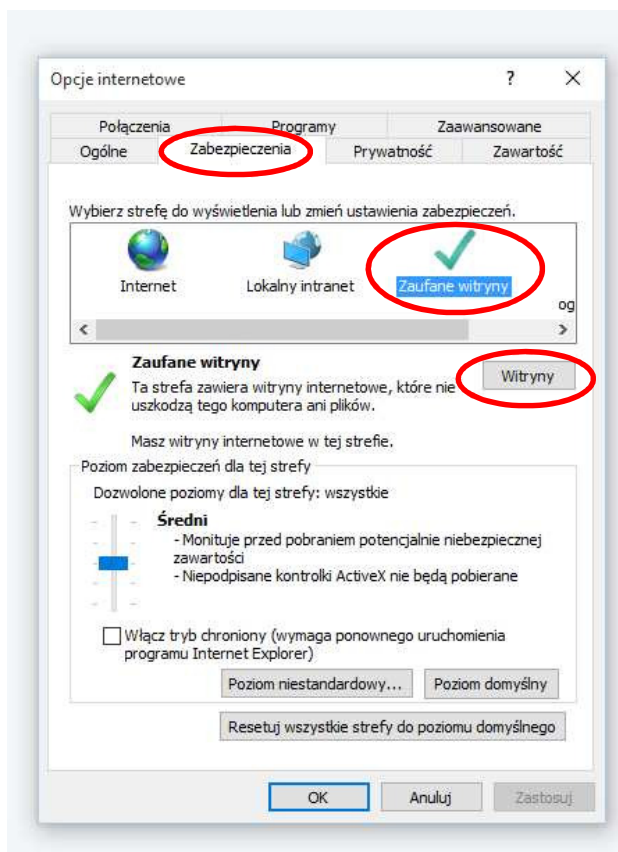 Opcje internetowe ? ×
Połączenia Programy Zaawansowane
Ogólne Zabezpieczenia Prywatność Zawartość
Wybierz strefę do wyświetlenia lub zmień ustawienia zabezpieczeń.
Internet Lokalny intranet Zaufane witryny
og
Zaufane witryny
Witryny
Ta strefa zawiera witryny internetowe, które nie
uszkodzą tego komputera ani plików.
Masz witryny internetowe w tej strefie.
Poziom zabezpieczeń dla tej strefy
Dozwolone poziomy dla tej strefy: wszystkie
Średni
- Monituje przed pobraniem potencjalnie niebezpiecznej
zawartości
- Niepodpisane kontrolki ActiveX nie będą pobierane
Włącz tryb chroniony (wymaga ponownego uruchomienia
programu Internet Explorer)
Poziom niestandardowy... Poziom domyślny
Resetuj wszystkie strefy do poziomu domyślnego
OK Anuluj Zastosuj